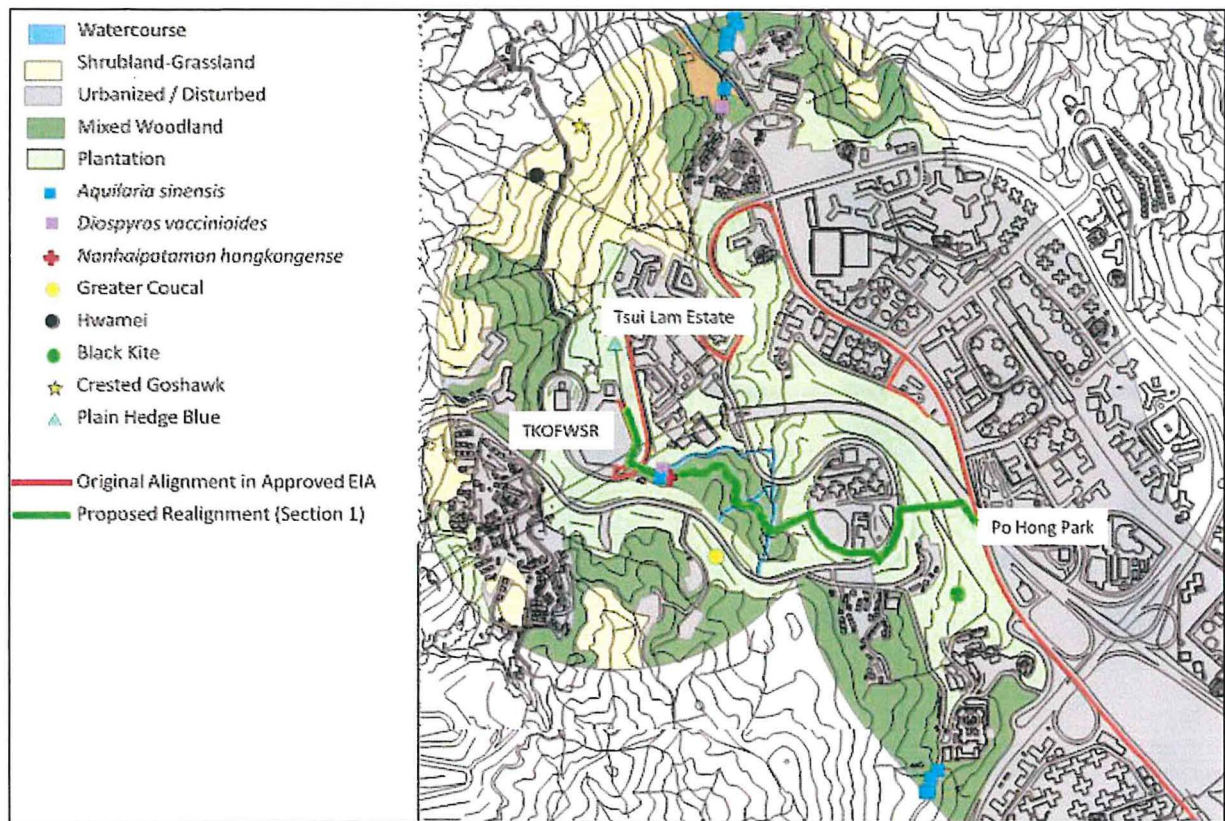 Watercourse
Shrubland-Grassland
Urbanized / Disturbed
Mixed Woodland
Plantation
Aquilaria sinensis
Diospyros vaccinioides
Nanhaipotamon hongkongense
Greater Coucal
Hwamei
Black Kite
Crested Goshawk
Plain Hedge Blue
Original Alignment in Approved EIA
Proposed Realignment (Section 1)
Tsui Lam Estate
TKOFWSR
Po Hong Park